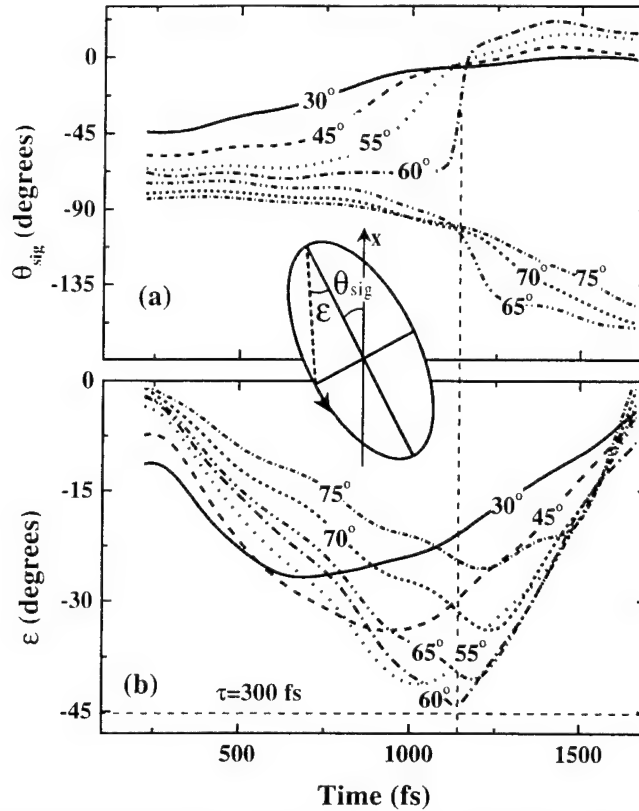 0
-45
-90
-135
θsig (degrees)
30°
45°
55°
60°
75°
70°
65°
(a)
x
θsig
ε
0
-15
-30
-45
ε (degrees)
75°
70°
30°
45°
65°
55°
60°
(b)
τ=300 fs
500
1000
1500
Time (fs)